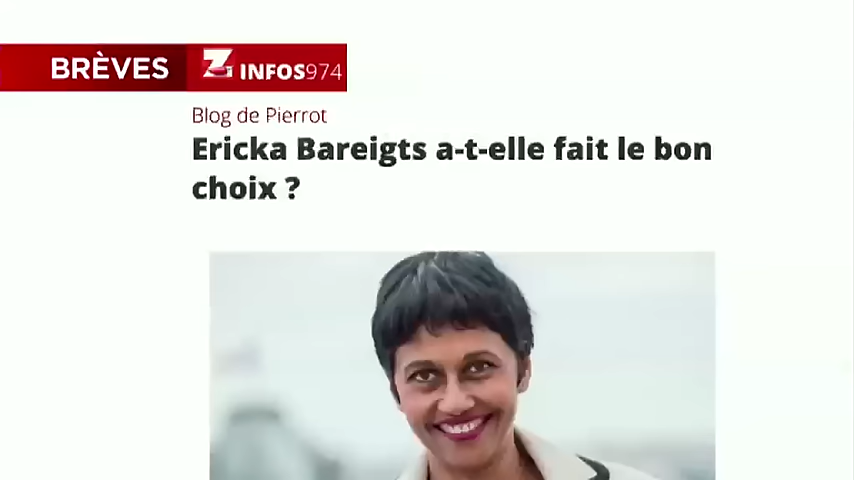 BRÈVES
Z INFOS974
Blog de Pierrot
Ericka Bareigts a-t-elle fait le bon
choix ?